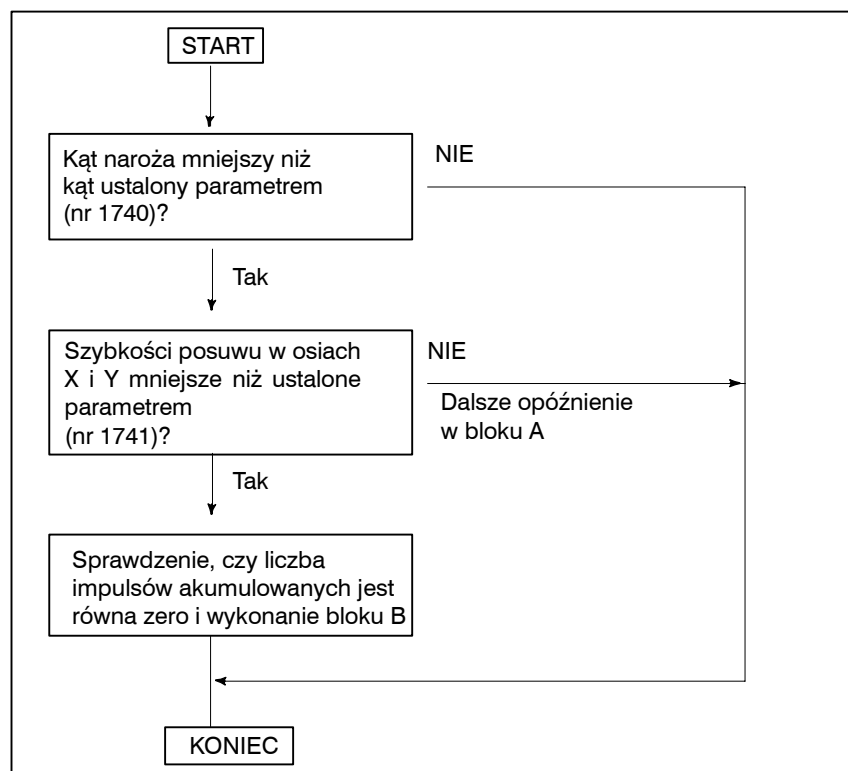 START
Kąt naroża mniejszy niż
kąt ustalony parametrem
(nr 1740)?
NIE
Tak
Szybkości posuwu w osiach
X i Y mniejsze niż ustalone
parametrem
(nr 1741)?
NIE
Dalsze opóźnienie
w bloku A
Tak
Sprawdzenie, czy liczba
impulsów akumulowanych jest
równa zero i wykonanie bloku B
KONIEC